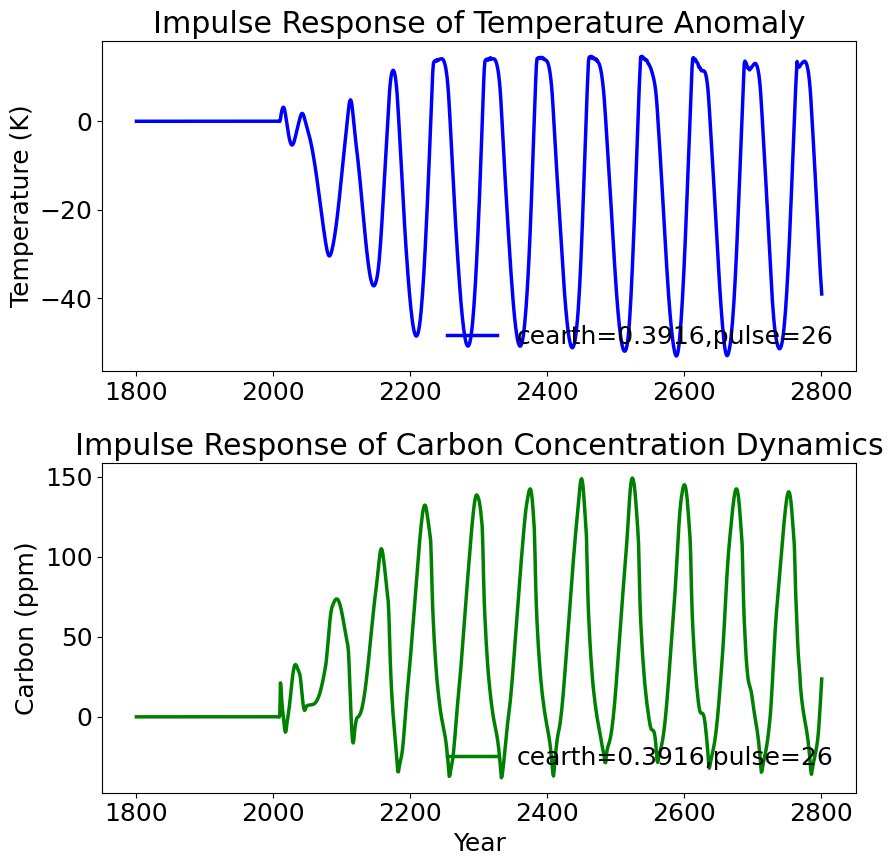 Impulse Response of Temperature Anomaly
Temperature (K)
0
−20
−40
cearth=0.3916,pulse=26
1800 2000 2200 2400 2600 2800
Impulse Response of Carbon Concentration Dynamics
Carbon (ppm)
150
100
50
0
cearth=0.3916,pulse=26
1800 2000 2200 2400 2600 2800
Year